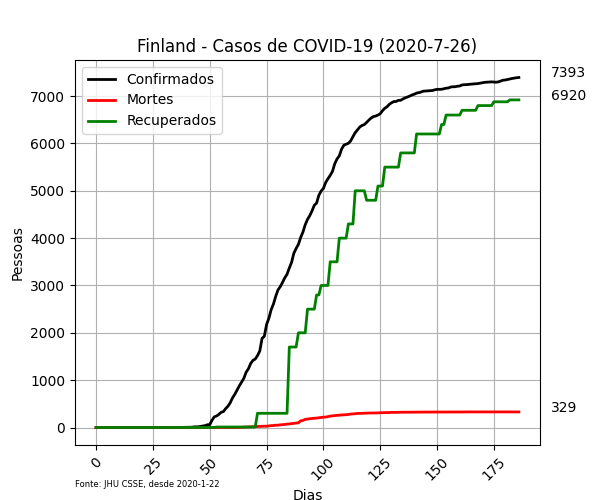 Finland - Casos de COVID-19 (2020-7-26)
Confirmados
Mortes
Recuperados
7393
6920
329
Pessoas
7000
6000
5000
4000
3000
2000
1000
0
0 25 50 75 100 125 150 175
Fonte: JHU CSSE, desde 2020-1-22
Dias